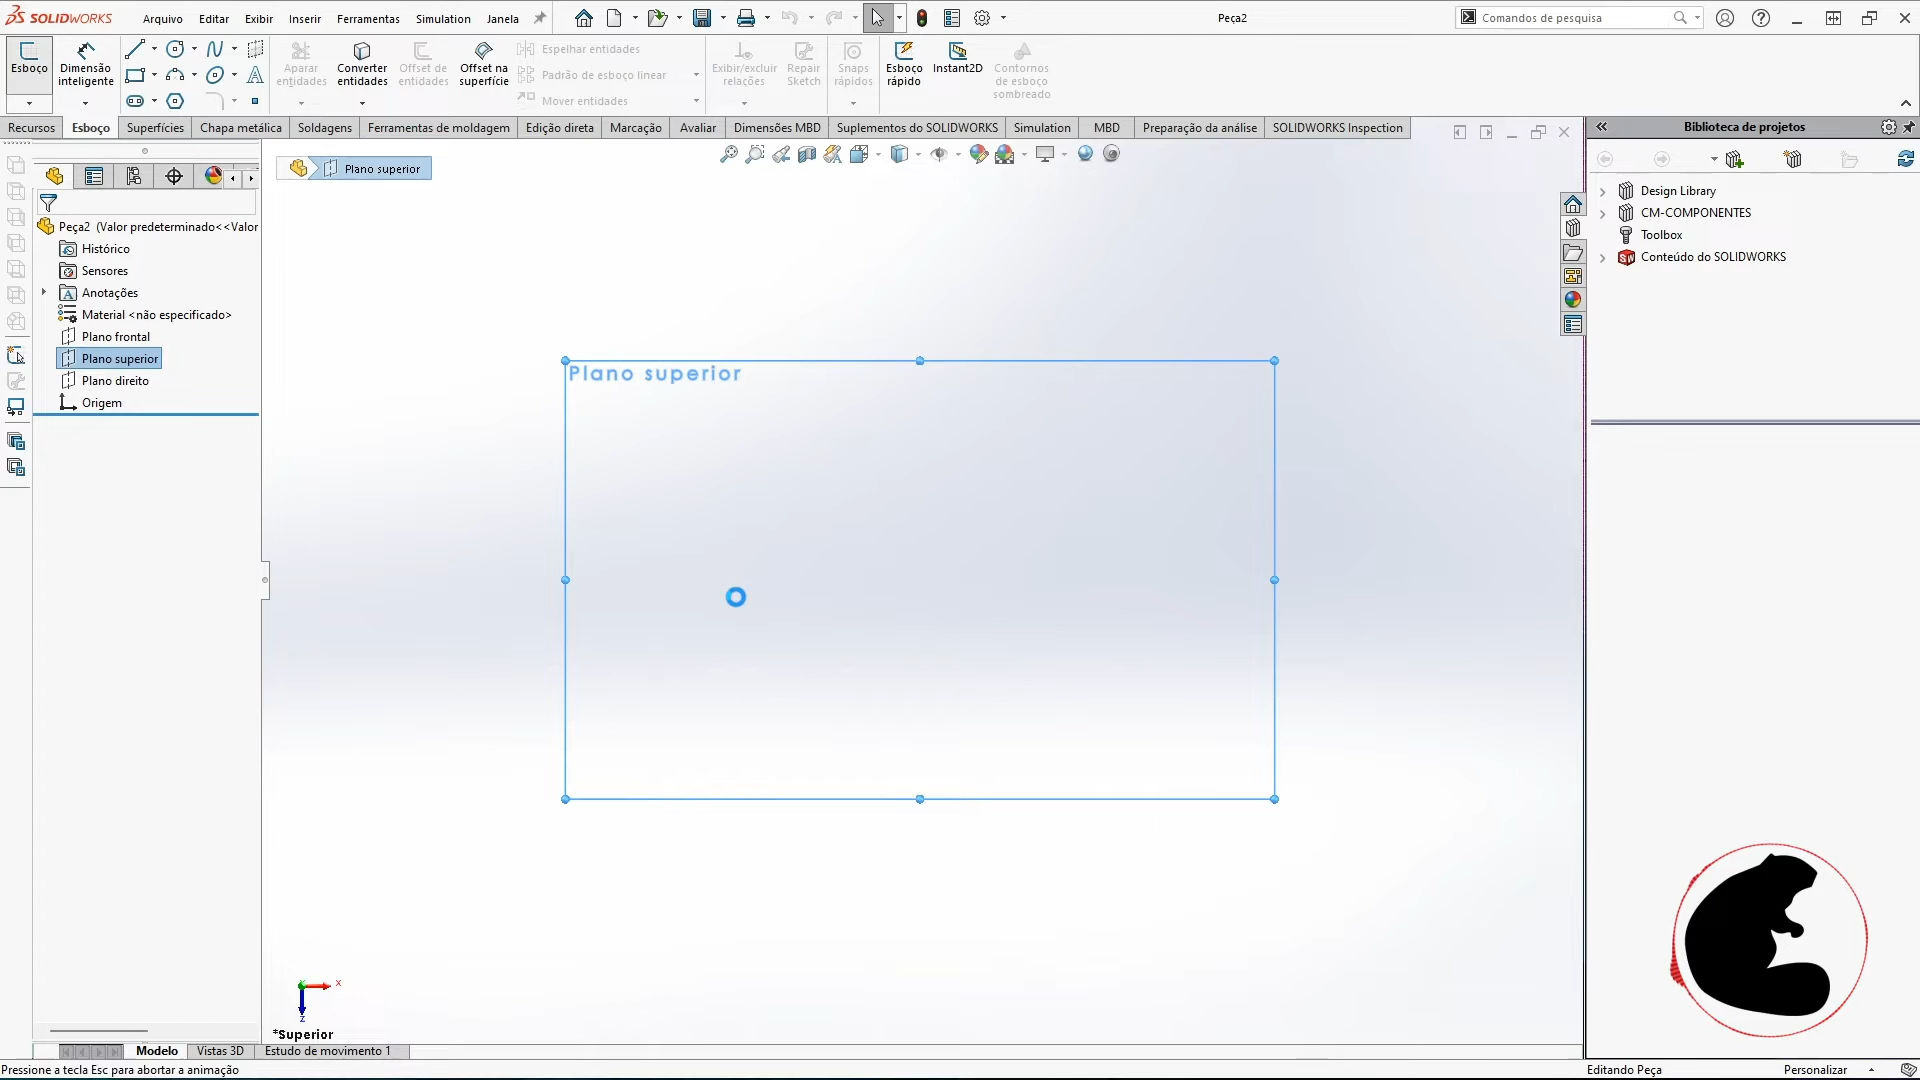 SOLIDWORKS
Arquivo
Editar
Exibir
Inserir
Ferramentas
Simulation
Janela
Peça2
Comandos de pesquisa
Esboço
Dimensão inteligente
Aparar entidades
Converter entidades
Offset de entidades
Offset na superfície
Espelhar entidades
Padrão de esboço linear
Mover entidades
Exibir/excluir relações
Repair Sketch
Snaps rápidos
Esboço rápido
Instant2D
Contornos de esboço sombreado
Recursos
Esboço
Superfícies
Chapa metálica
Soldagens
Ferramentas de moldagem
Edição direta
Marcação
Avaliar
Dimensões MBD
Suplementos do SOLIDWORKS
Simulation
MBD
Preparação da análise
SOLIDWORKS Inspection
Biblioteca de projetos
Plano superior
Design Library
CM-COMPONENTES
Toolbox
Conteúdo do SOLIDWORKS
Peça2 (Valor predeterminado<<Valor
Histórico
Sensores
Anotações
Material <não especificado>
Plano frontal
Plano superior
Plano direito
Origem
Plano superior
x
z
*Superior
Modelo
Vistas 3D
Estudo de movimento 1
Pressione a tecla Esc para abortar a animação
Editando Peça
Personalizar